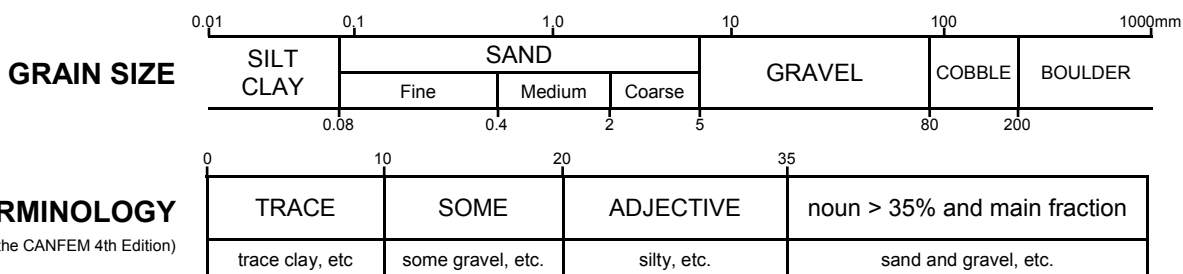 0.01 0.1 1.0 10 100 1000mm
GRAIN SIZE
SILT
CLAY
SAND
Fine Medium Coarse
GRAVEL
COBBLE
BOULDER
0.08 0.4 2 5 80 200
0 10 20 35
RMINOLOGY
TRACE SOME ADJECTIVE noun > 35% and main fraction
the CANFEM 4th Edition)
trace clay, etc some gravel, etc. silty, etc. sand and gravel, etc.